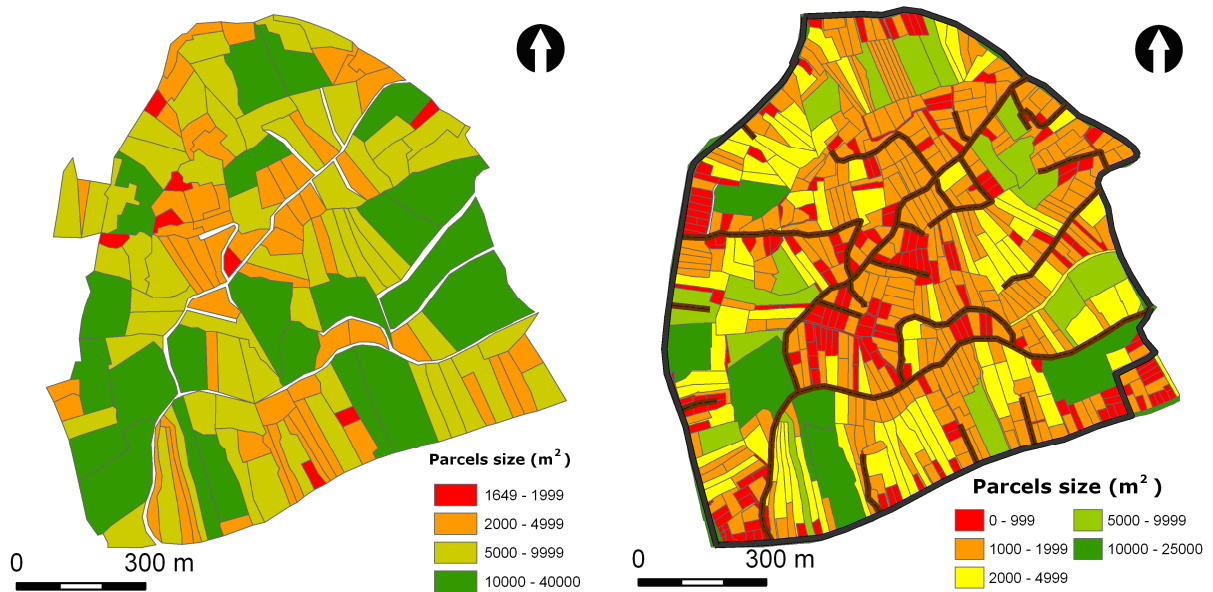 Parcels size (m²)
1649 - 1999
2000 - 4999
5000 - 9999
10000 - 40000
0 300 m
Parcels size (m²)
0 - 999
1000 - 1999
2000 - 4999
5000 - 9999
10000 - 25000
0 300 m